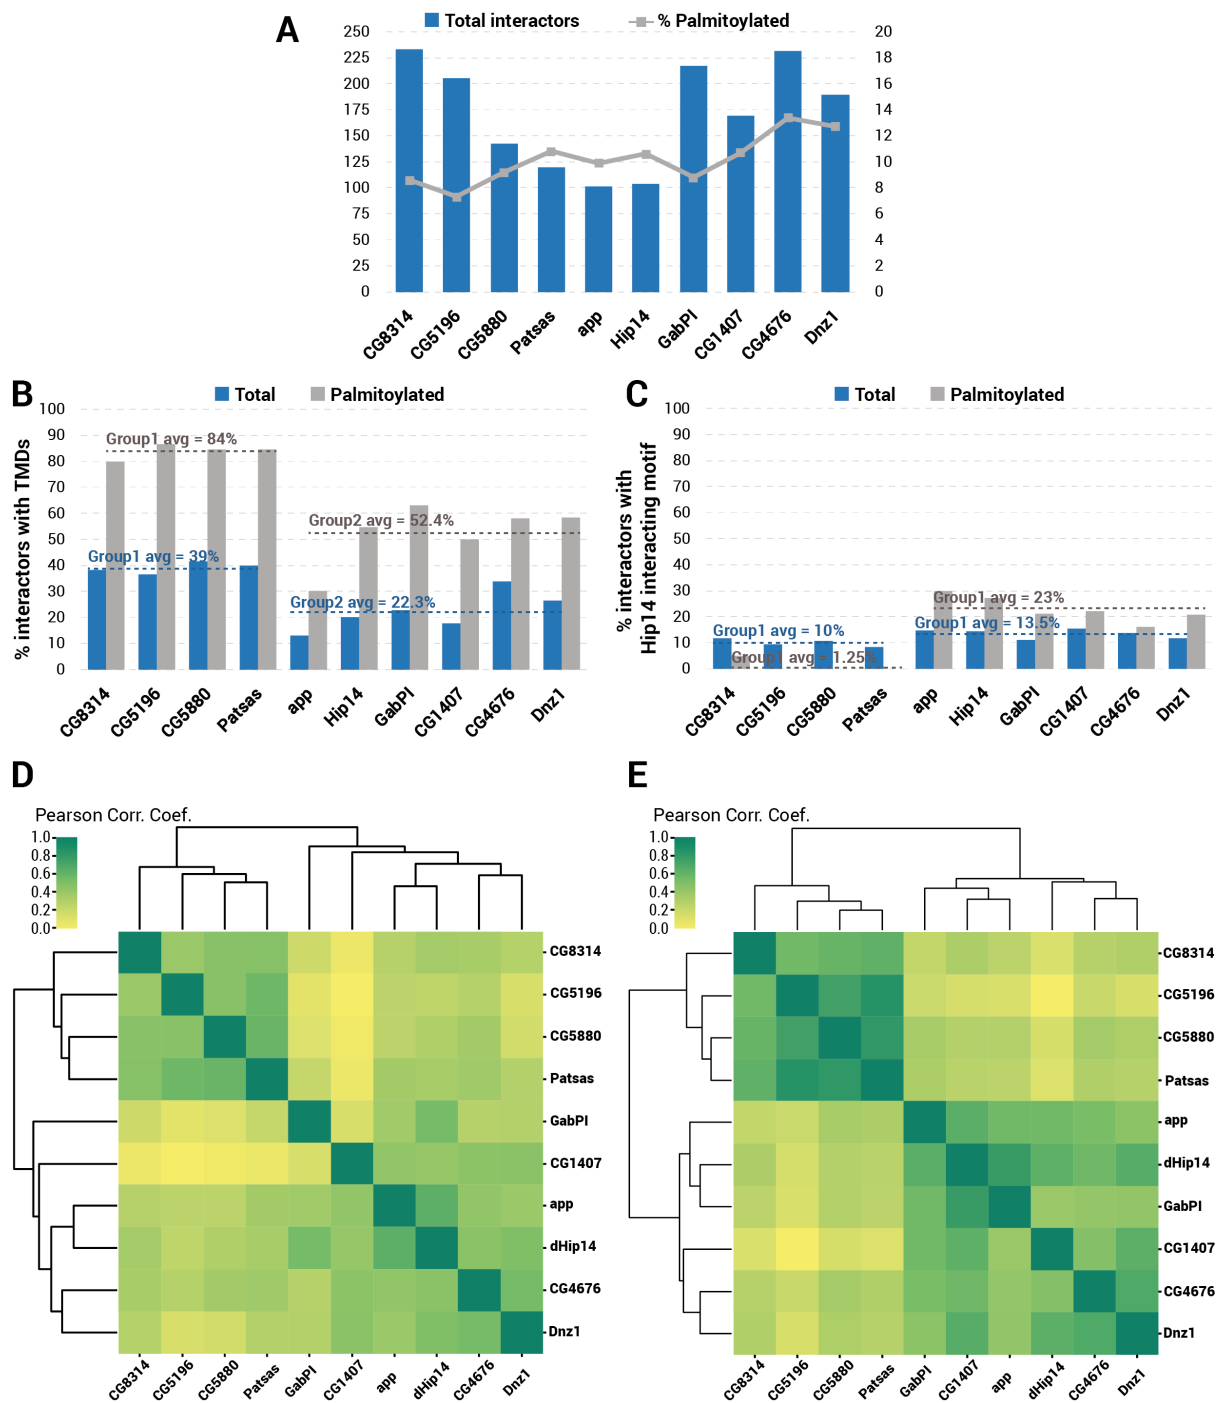 A
Total interactors
% Palmitoylated
250
225
200
175
150
125
100
75
50
25
0
20
18
16
14
12
10
8
6
4
2
0
CG8314
CG5196
CG5880
Patsas
app
Hip14
GabPI
CG1407
CG4676
Dnz1
B
Total
Palmitoylated
% interactors with TMDs
100
90
80
70
60
50
40
30
20
10
0
Group1 avg = 84%
Group1 avg = 39%
Group2 avg = 52.4%
Group2 avg = 22.3%
CG8314
CG5196
CG5880
Patsas
app
Hip14
GabPI
CG1407
CG4676
Dnz1
C
Total
Palmitoylated
% interactors with
Hip14 interacting motif
100
90
80
70
60
50
40
30
20
10
0
Group1 avg = 10%
Group1 avg = 1.25%
Group1 avg = 23%
Group1 avg = 13.5%
CG8314
CG5196
CG5880
Patsas
app
Hip14
GabPI
CG1407
CG4676
Dnz1
D
Pearson Corr. Coef.
1.0
0.8
0.6
0.4
0.2
0.0
CG8314
CG5196
CG5880
Patsas
GabPI
CG1407
app
dHip14
CG4676
Dnz1
CG8314
CG5196
CG5880
Patsas
GabPI
CG1407
app
dHip14
CG4676
Dnz1
E
Pearson Corr. Coef.
1.0
0.8
0.6
0.4
0.2
0.0
CG8314
CG5196
CG5880
Patsas
app
dHip14
GabPI
CG1407
CG4676
Dnz1
CG8314
CG5196
CG5880
Patsas
GabPI
CG1407
app
dHip14
CG4676
Dnz1